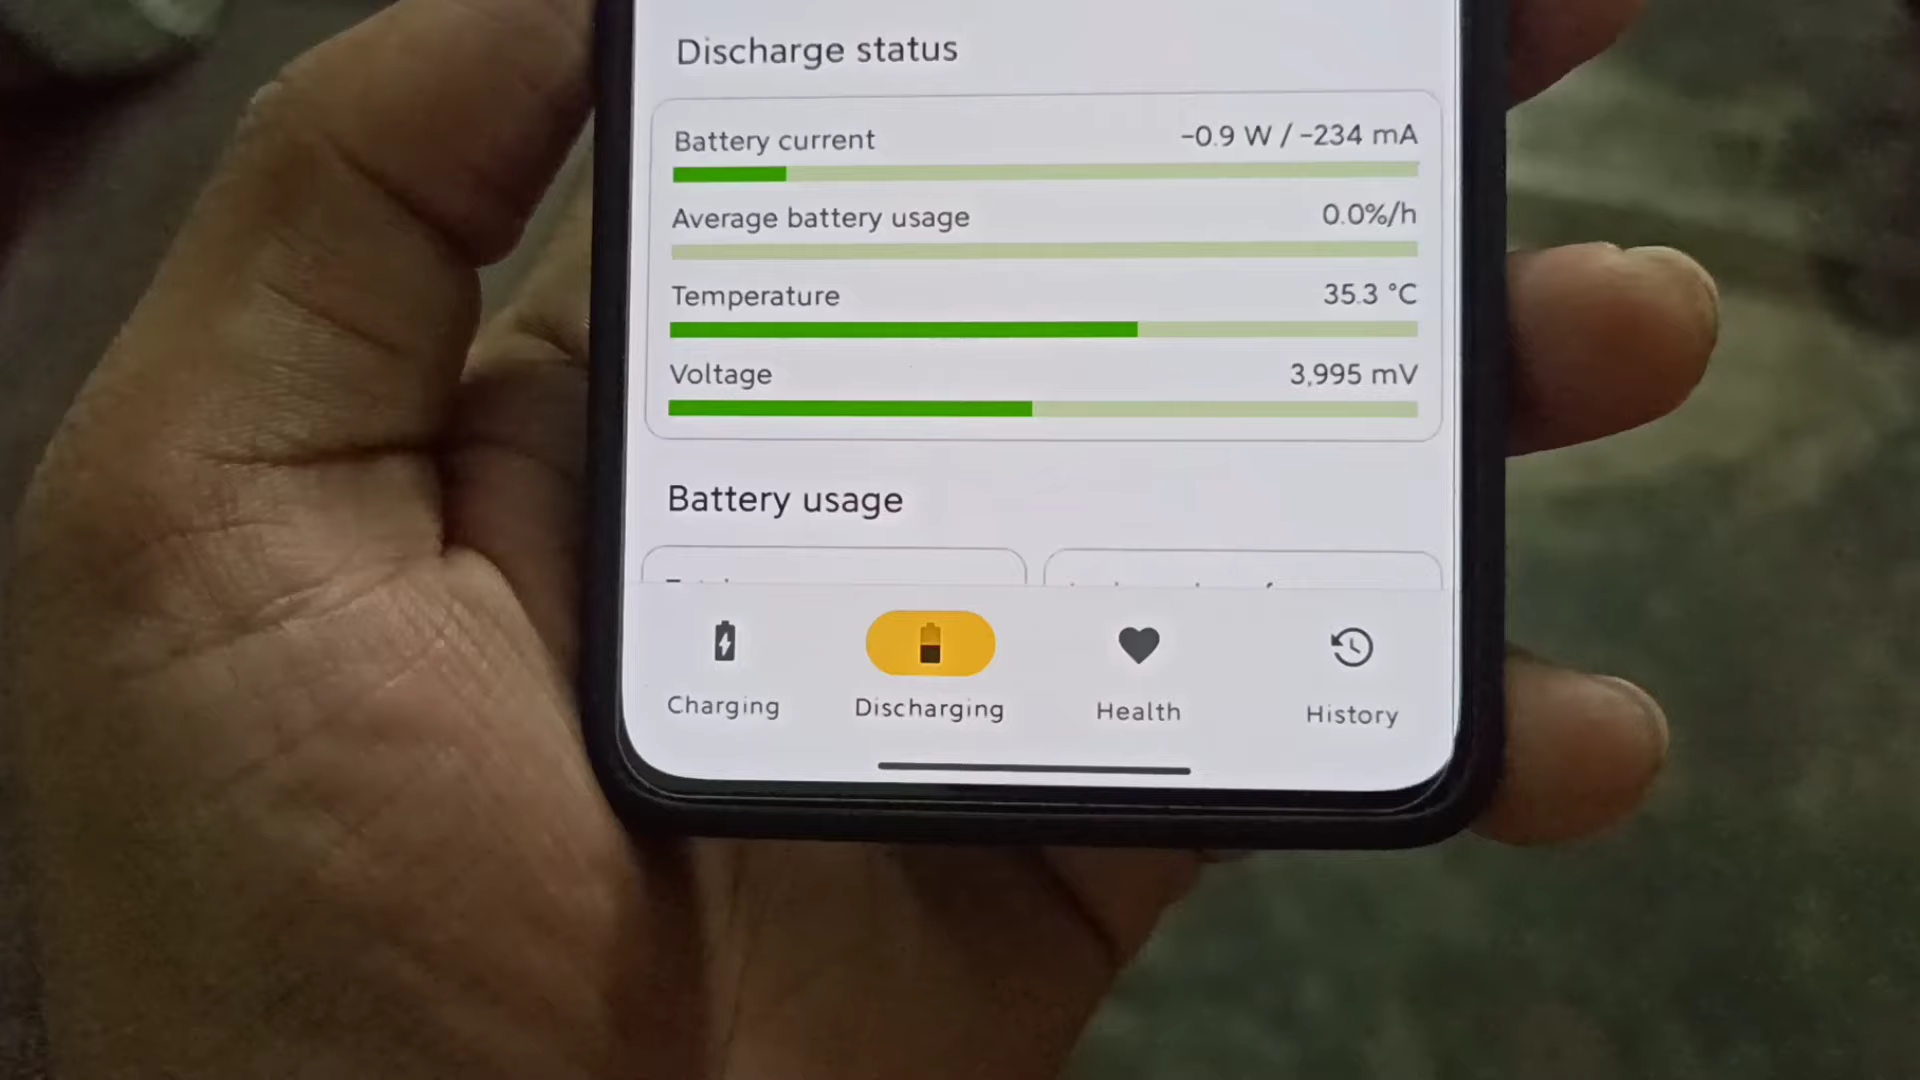 Discharge status
Battery current −0.9 W / −234 mA
Average battery usage 0.0%/h
Temperature 35.3 °C
Voltage 3,995 mV
Battery usage
Charging Discharging Health History